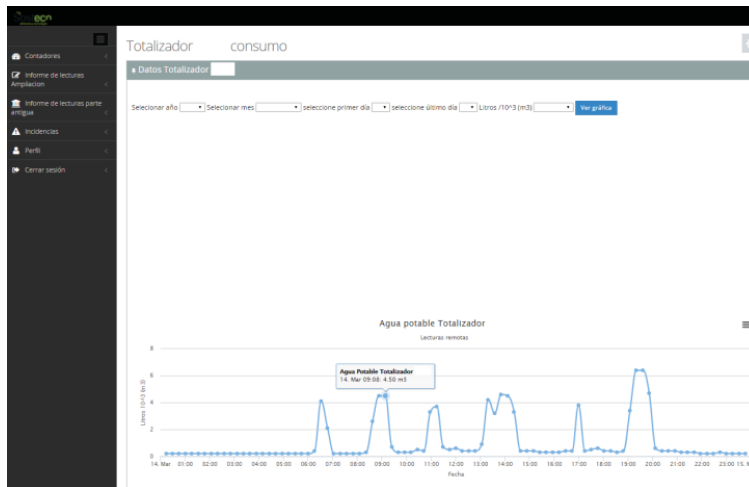 Totalizador consumo
Contadores
Informe de lecturas
Ampliacion
Informe de lecturas parte
antigua
Incidencias
Perfil
Cerrar sesión
Datos Totalizador
Selecionar año Selecionar mes seleccione primer día seleccione último día Litros /10^3 (m3) Ver gráfica
Agua potable Totalizador
Lecturas remotas
Agua Potable Totalizador
14. Mar 09:08: 4.50 m3
Litros /10^3 (m3)
8
6
4
2
0
14. Mar 01:00 02:00 03:00 04:00 05:00 06:00 07:00 08:00 09:00 10:00 11:00 12:00 13:00 14:00 15:00 16:00 17:00 18:00 19:00 20:00 21:00 22:00 23:00 15.
Fecha